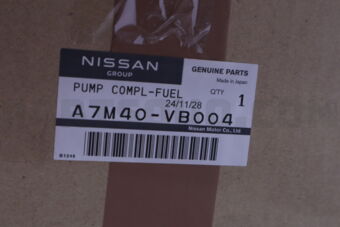 NISSAN
GROUP
GENUINE PARTS
Made in Japan
PUMP COMPL-FUEL
Q'TY
24/11/28
1
A7M40-VB004
Nissan Motor Co., Ltd